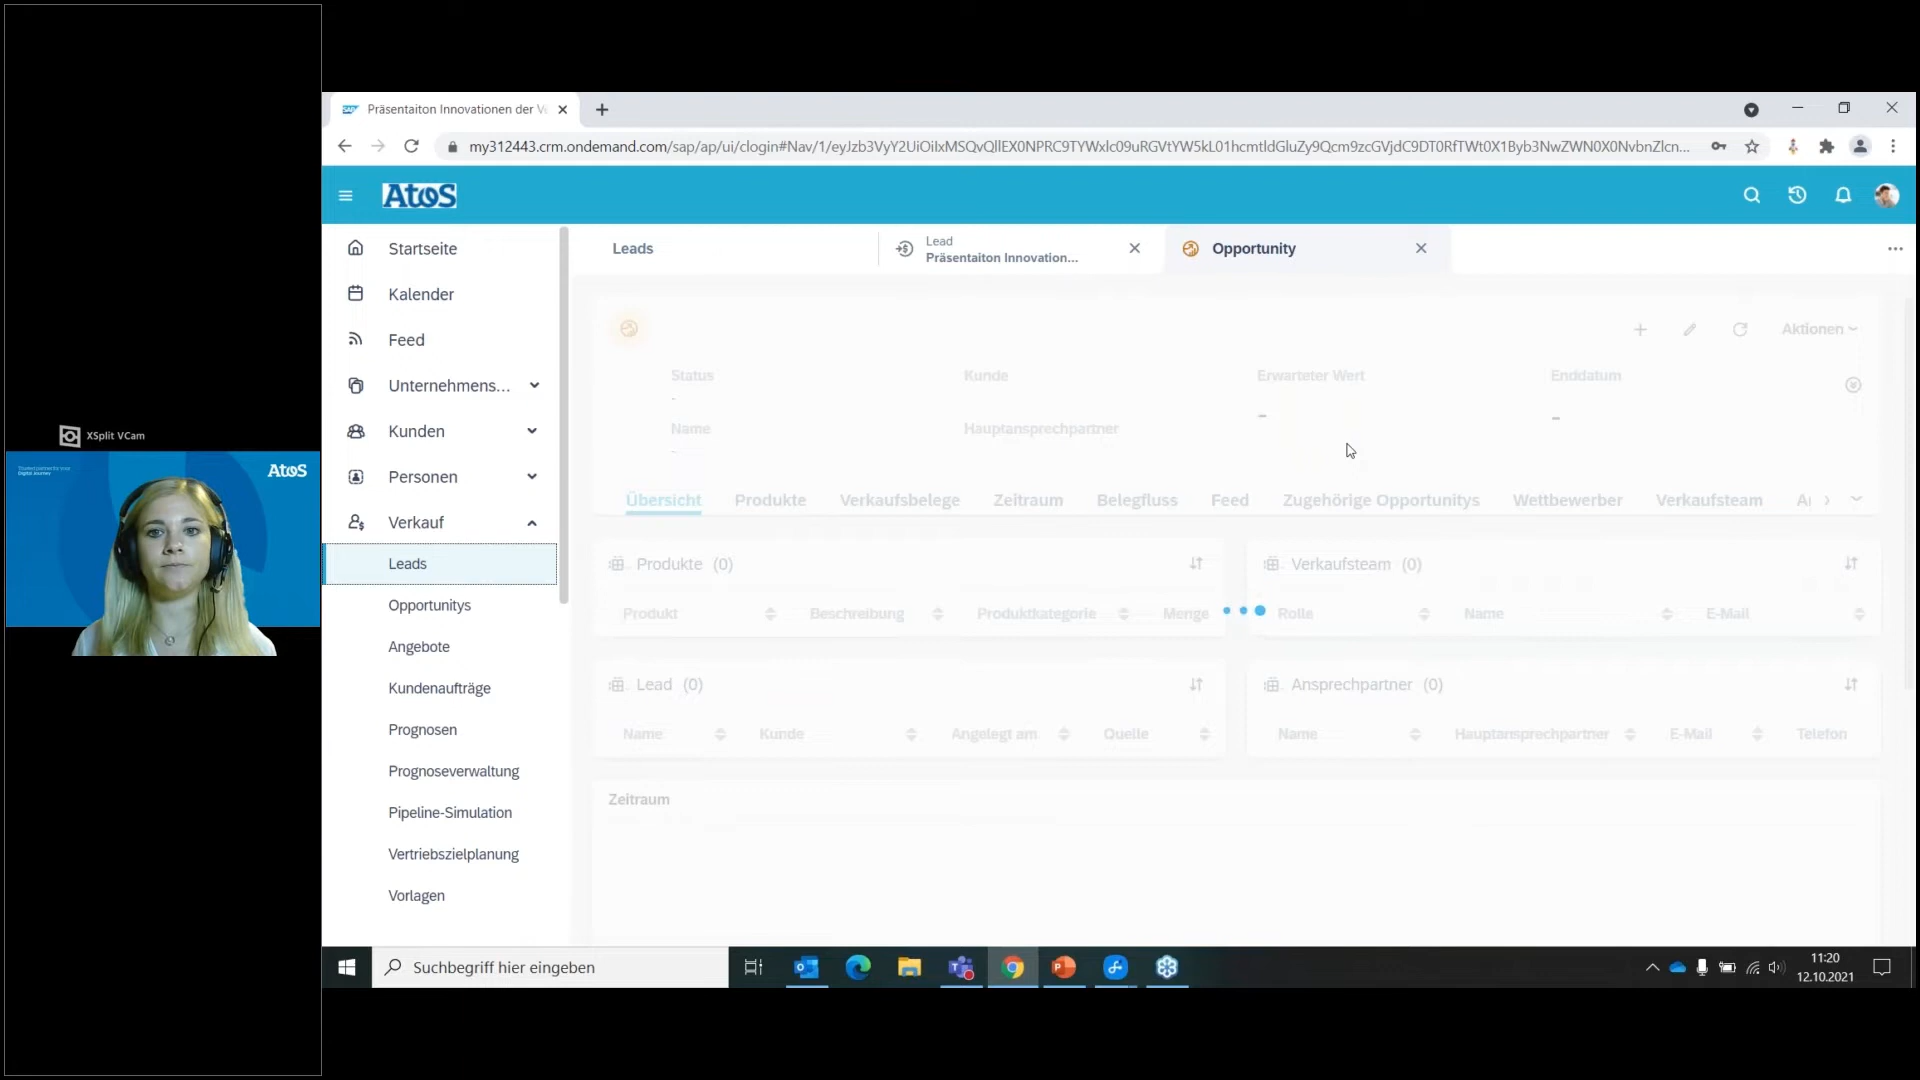 XSplit VCam
Atos
Präsentaiton Innovationen der V
my312443.crm.ondemand.com/sap/ap/ui/clogin#Nav/1/
Atos
Startseite
Kalender
Feed
Unternehmens...
Kunden
Personen
Verkauf
Leads
Opportunitys
Angebote
Kundenaufträge
Prognosen
Prognoseverwaltung
Pipeline-Simulation
Vertriebszielplanung
Vorlagen
Leads
Lead
Präsentaiton Innovation...
Opportunity
Aktionen
Status
Kunde
Erwarteter Wert
Enddatum
-
-
-
Name
Hauptansprechpartner
-
Übersicht Produkte Verkaufsbelege Zeitraum Belegfluss Feed Zugehörige Opportunitys Wettbewerber Verkaufsteam
Produkte (0)
Produkt Beschreibung Produktkategorie Menge
Verkaufsteam (0)
Rolle Name E-Mail
Lead (0)
Name Kunde Angelegt am Quelle
Ansprechpartner (0)
Name Hauptansprechpartner E-Mail Telefon
Zeitraum
Suchbegriff hier eingeben
11:20
12.10.2021